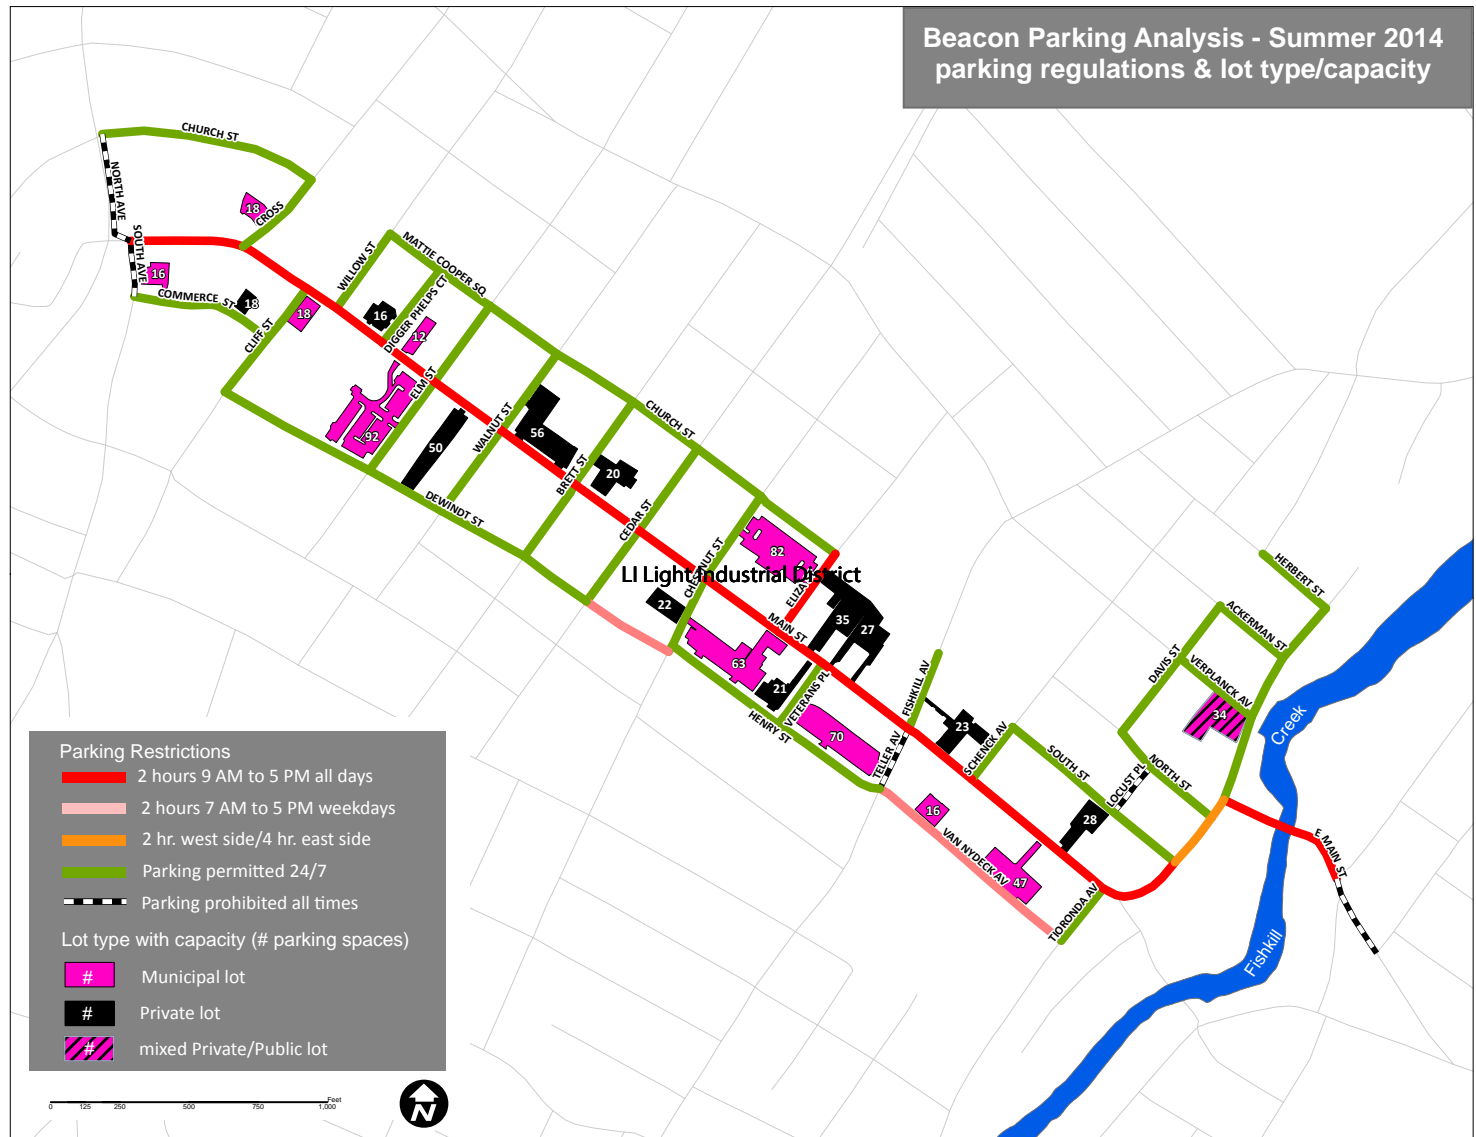 Beacon Parking Analysis - Summer 2014
parking regulations & lot type/capacity
CHURCH ST
NORTH AVE
18
CROSS
SOUTH AVE
16
COMMERCE ST
18
CLIFF ST
18
WILLOW ST
MATTIE COOPER SQ
DIGGER PHELPS CT
16
12
ELM ST
92
50
WALNUT ST
56
DEWINDT ST
BRETT ST
20
CHURCH ST
CEDAR ST
CHESTNUT ST
82
LI Light Industrial District
22
MAIN ST
35
27
63
21
VETERANS PL
HENRY ST
70
TELLER AV
FISHKILL AV
23
SCHENCK AV
SOUTH ST
16
VAN NYDECK AV
47
28
LOCUST PL
NORTH ST
TIORONDA AV
DAVIS ST
VERPLANCK AV
34
ACKERMAN ST
HERBERT ST
E MAIN ST.
Creek
Fishkill
Parking Restrictions
2 hours 9 AM to 5 PM all days
2 hours 7 AM to 5 PM weekdays
2 hr. west side/4 hr. east side
Parking permitted 24/7
Parking prohibited all times
Lot type with capacity (# parking spaces)
# Municipal lot
# Private lot
# mixed Private/Public lot
0 125 250 500 750 1,000
Feet
N